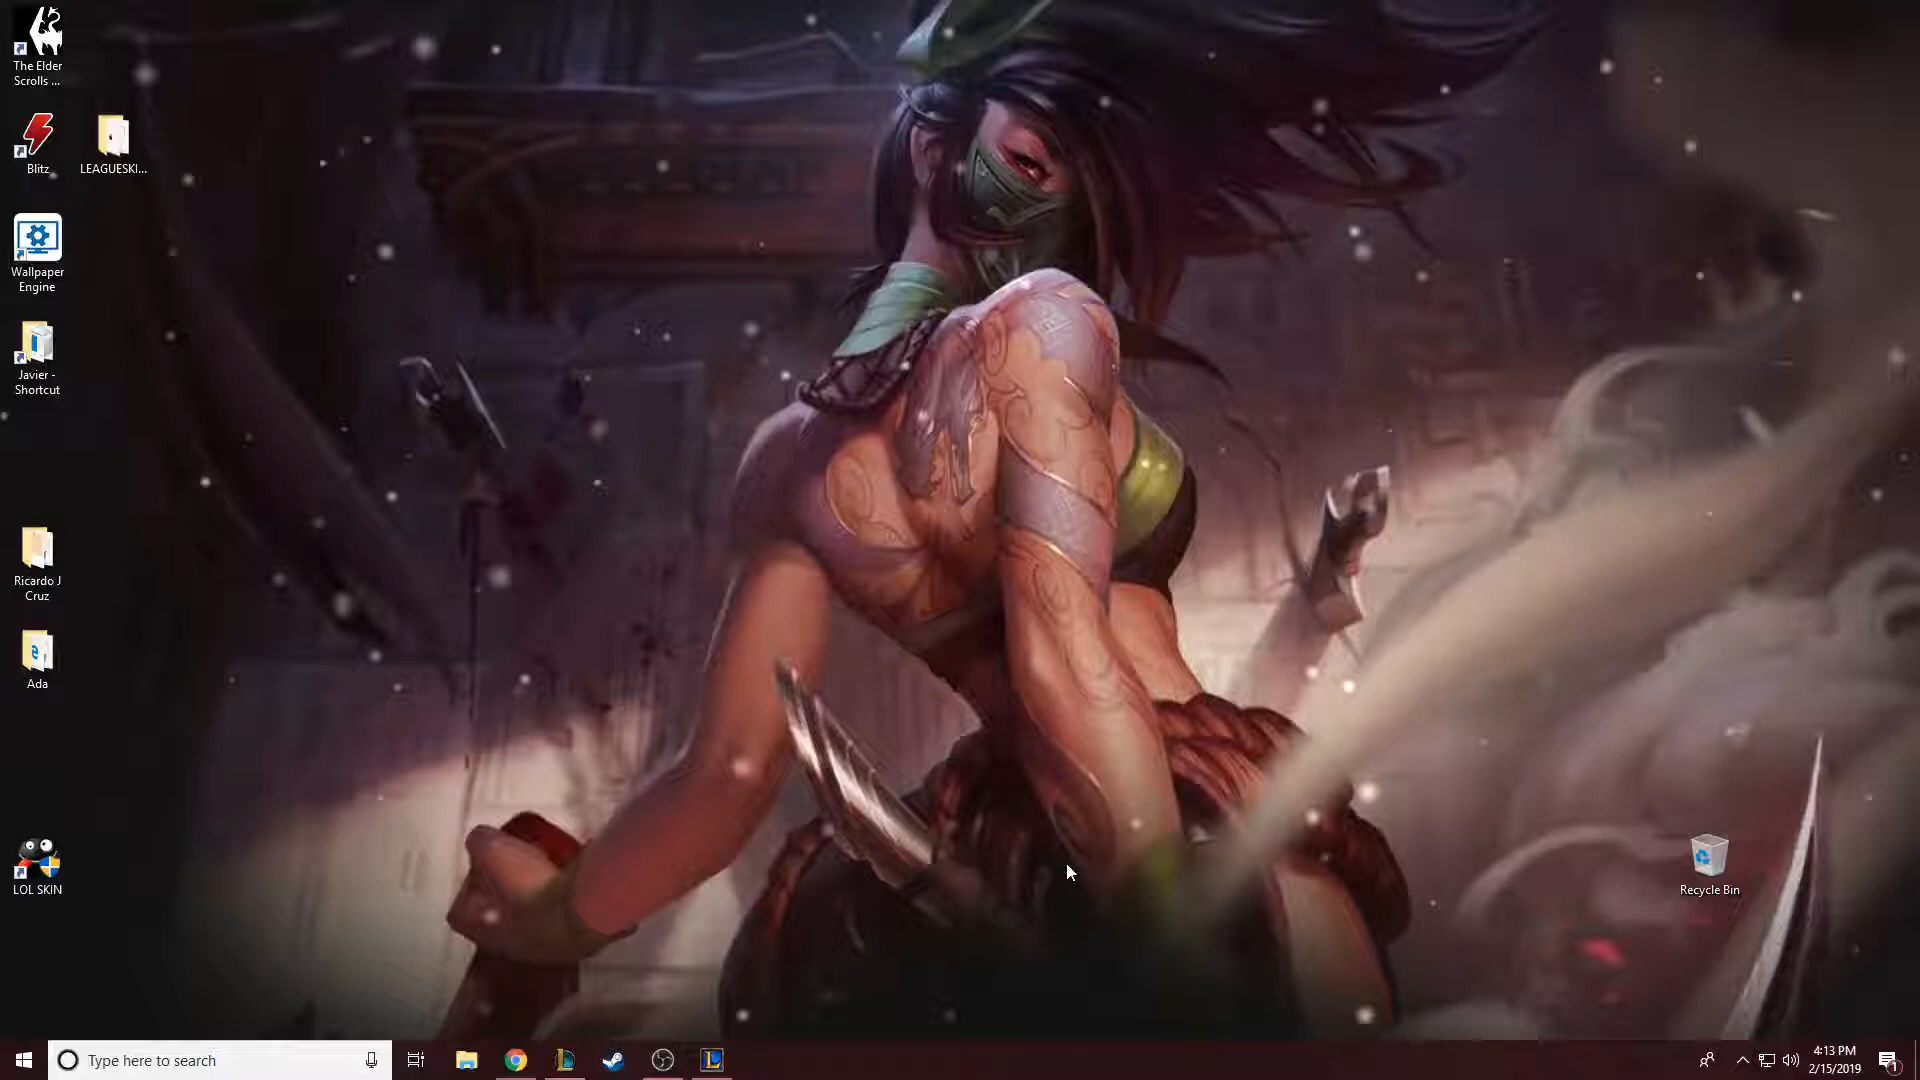 The Elder
Scrolls ...
Blitz
LEAGUESKI...
Wallpaper
Engine
Javier -
Shortcut
Ricardo J
Cruz
Ada
LOL SKIN
Recycle Bin
Type here to search
4:13 PM
2/15/2019
1